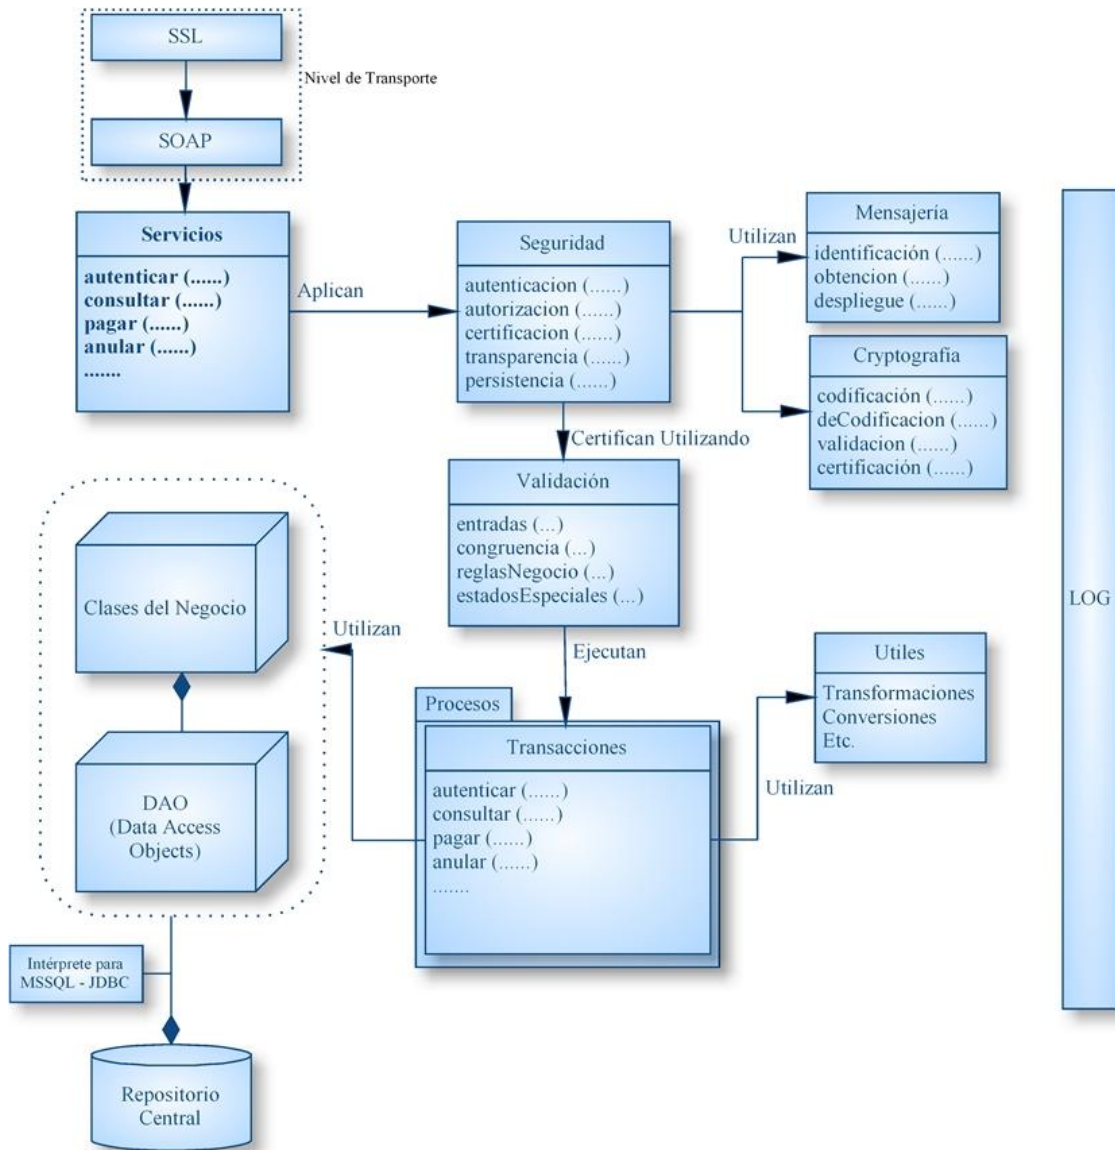 SSL
Nivel de Transporte
SOAP
Servicios
autenticar (......)
consultar (......)
pagar (......)
anular (......)
.......
Aplican
Seguridad
autenticacion (......)
autorizacion (......)
certificacion (......)
transparencia (......)
persistencia (......)
Utilizan
Mensajería
identificación (......)
obtencion (......)
despliegue (......)
Cryptografía
codificación (......)
deCodificacion (......)
validacion (......)
certificación (......)
LOG
Certifican Utilizando
Validación
entradas (...)
congruencia (...)
reglasNegocio (...)
estadosEspeciales (...)
Clases del Negocio
Utilizan
Ejecutan
Utiles
Transformaciones
Conversiones
Etc.
Procesos
Transacciones
autenticar (......)
consultar (......)
pagar (......)
anular (......)
.......
Utilizan
DAO
(Data Access
Objects)
Intérprete para
MSSQL - JDBC
Repositorio
Central